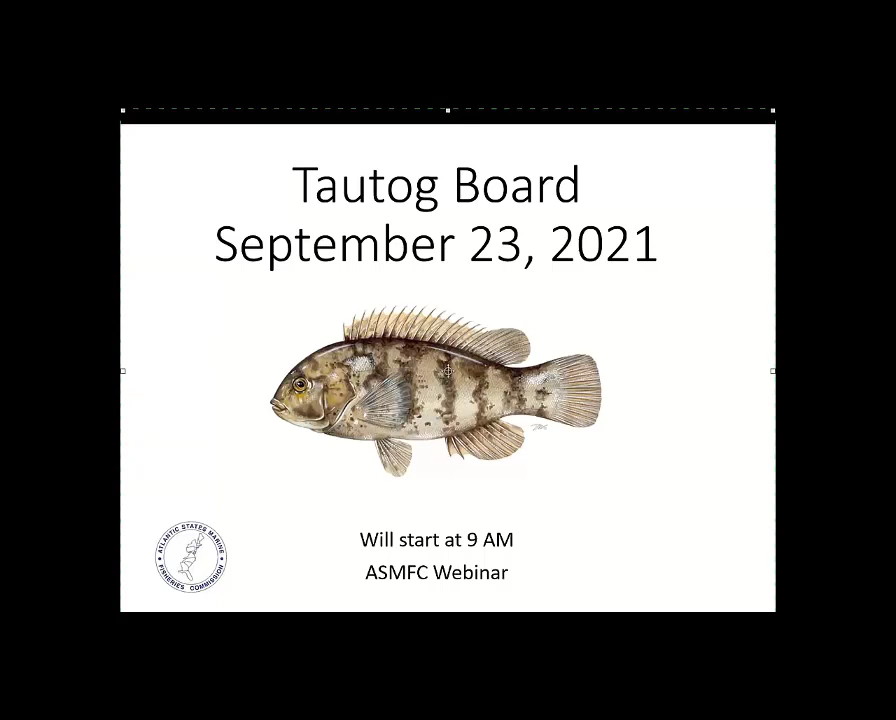 Tautog Board
September 23, 2021
ATLANTIC STATES MARINE
FISHERIES COMMISSION
Will start at 9 AM
ASMFC Webinar